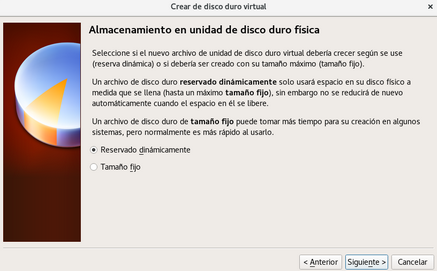 Crear de disco duro virtual
Almacenamiento en unidad de disco duro física
Seleccione si el nuevo archivo de unidad de disco duro virtual debería crecer según se use
(reserva dinámica) o si debería ser creado con su tamaño máximo (tamaño fijo).
Un archivo de disco duro reservado dinámicamente solo usará espacio en su disco físico a
medida que se llena (hasta un máximo tamaño fijo), sin embargo no se reducirá de nuevo
automáticamente cuando el espacio en él se libere.
Un archivo de disco duro de tamaño fijo puede tomar más tiempo para su creación en algunos
sistemas, pero normalmente es más rápido al usarlo.
Reservado dinámicamente
Tamaño fijo
< Anterior
Siguiente >
Cancelar